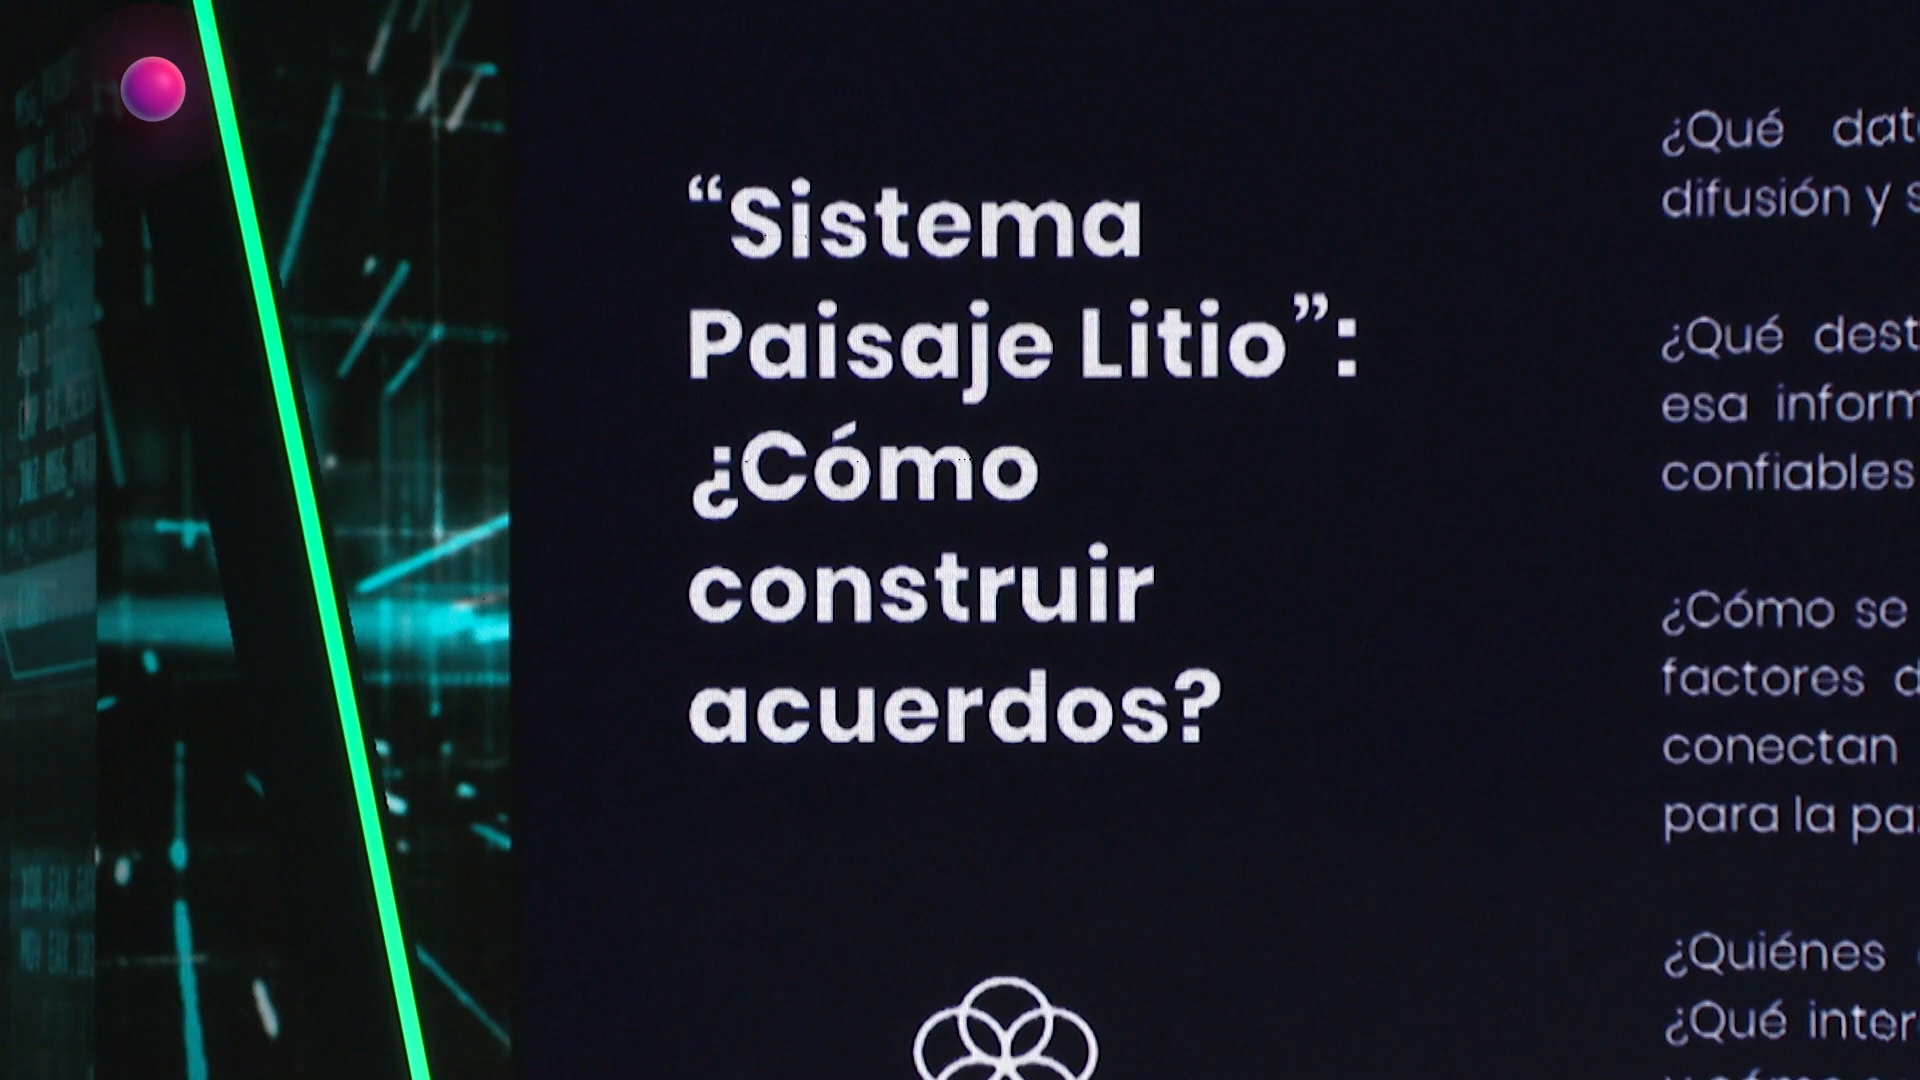 “Sistema
Paisaje Litio”:
¿Cómo
construir
acuerdos?
¿Qué
difusión y
¿Qué
esa
confiables
¿Cómo se
factores
conectan
para la
¿Quiénes
¿Qué